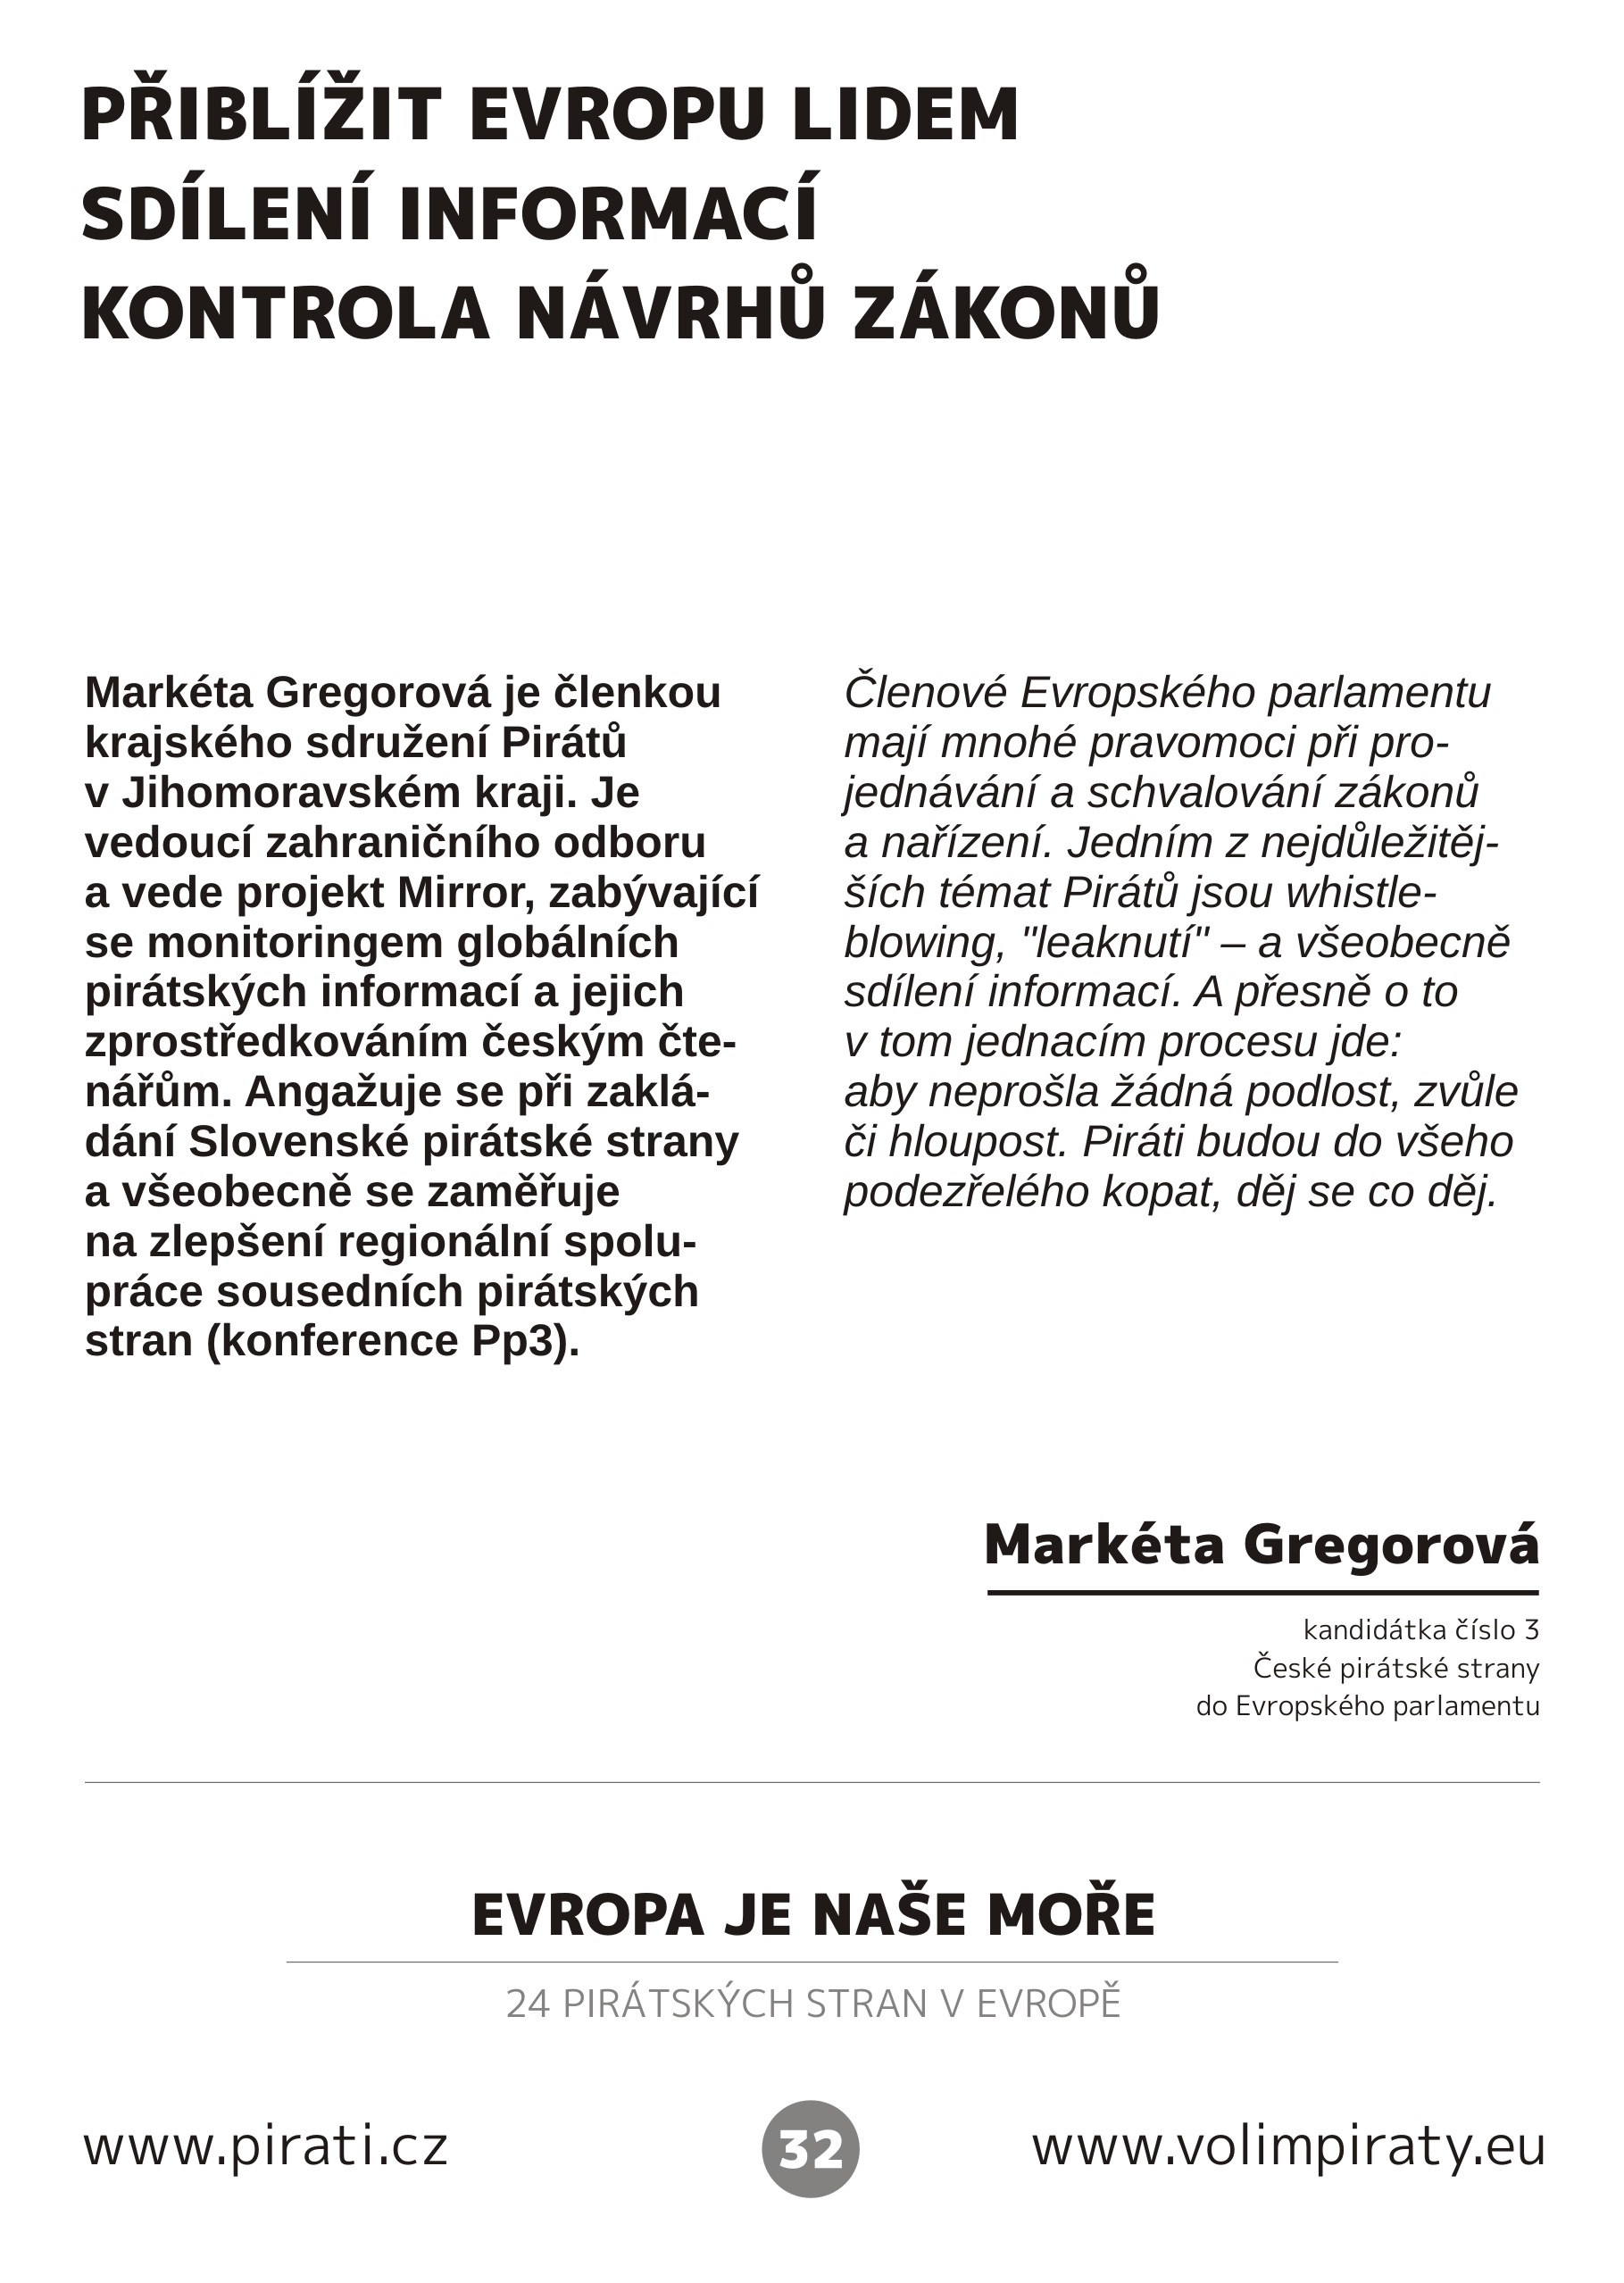 PŘIBLÍŽIT EVROPU LIDEM
SDÍLENÍ INFORMACÍ
KONTROLA NÁVRHŮ ZÁKONŮ
Markéta Gregorová je členkou
krajského sdružení Pirátů
v Jihomoravském kraji. Je
vedoucí zahraničního odboru
a vede projekt Mirror, zabývající
se monitoringem globálních
pirátských informací a jejich
zprostředkováním českým čte-
nářům. Angažuje se při zaklá-
dání Slovenské pirátské strany
a všeobecně se zaměřuje
na zlepšení regionální spolu-
práce sousedních pirátských
stran (konference Pp3).
Členové Evropského parlamentu
mají mnohé pravomoci při pro-
jednávání a schvalování zákonů
a nařízení. Jedním z nejdůležitěj-
ších témat Pirátů jsou whistle-
blowing, "leaknutí" – a všeobecně
sdílení informací. A přesně o to
v tom jednacím procesu jde:
aby neprošla žádná podlost, zvůle
či hloupost. Piráti budou do všeho
podezřelého kopat, děj se co děj.
Markéta Gregorová
kandidátka číslo 3
České pirátské strany
do Evropského parlamentu
EVROPA JE NAŠE MOŘE
24 PIRÁTSKÝCH STRAN V EVROPĚ
www.pirati.cz
32
www.volimpiraty.eu